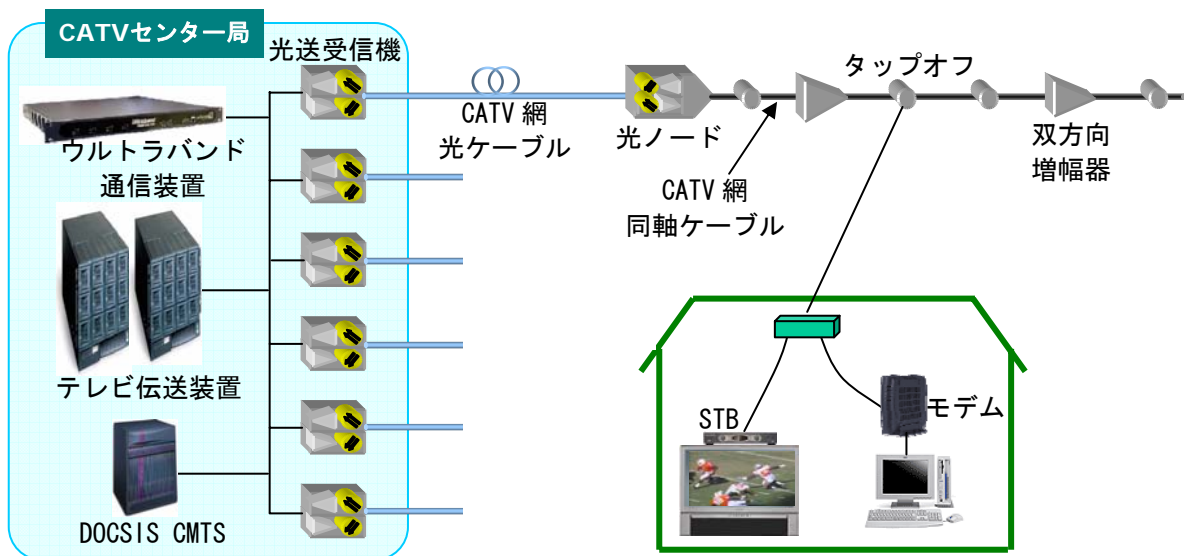 CATVセンター局
光送受信機
ウルトラバンド
通信装置
テレビ伝送装置
DOCSIS CMTS
CATV 網
光ケーブル
光ノード
CATV 網
同軸ケーブル
タップオフ
双方向
増幅器
STB
モデム